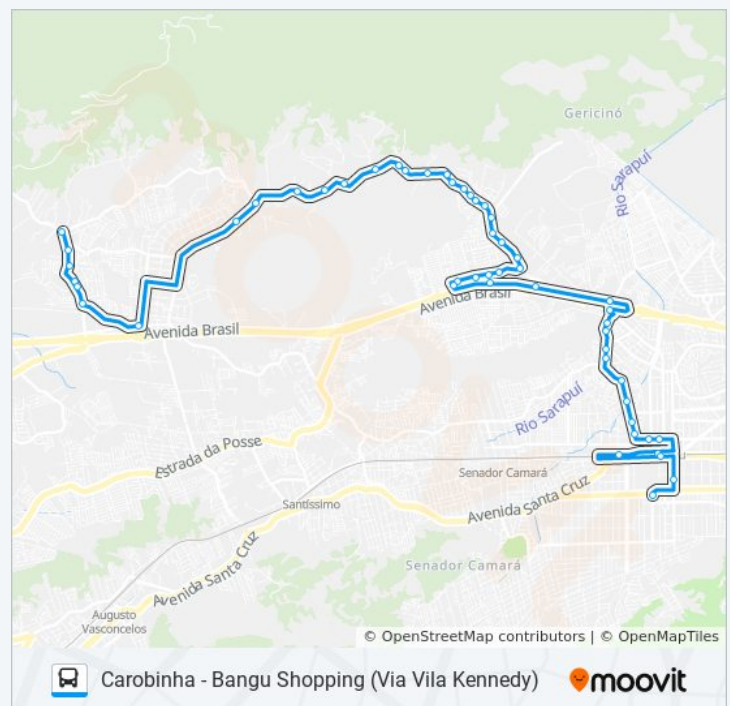 Gericinó
Rio Sarapuí
Avenida Brasil
Avenida Brasil
Rio Sarapuí
Estrada da Posse
Senador Camará
Avenida Santa Cruz
Santíssimo
Avenida Santa Cruz
Senador Camará
Augusto
Vasconcelos
© OpenStreetMap contributors | © OpenMapTiles
Carobinha - Bangu Shopping (Via Vila Kennedy)
moovit